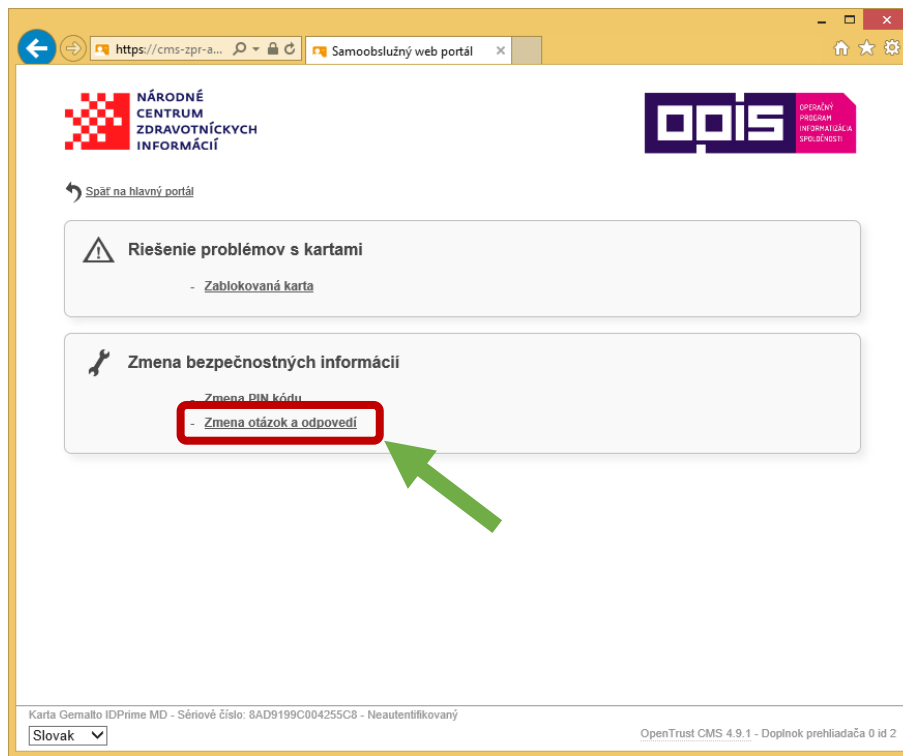 https://cms-zpr-a...
Samoobslužný web portál
NÁRODNÉ
CENTRUM
ZDRAVOTNÍCKYCH
INFORMÁCIÍ
opis
OPERAČNÝ
PROGRAM
INFORMATIZÁCIA
SPOLOČNOSTI
Späť na hlavný portál
Riešenie problémov s kartami
- Zablokovaná karta
Zmena bezpečnostných informácií
- Zmena PIN kódu
- Zmena otázok a odpovedí
Karta Gemalto IDPrime MD - Sériové číslo: 8AD9199C004255C8 - Neautentifikovaný
Slovak
OpenTrust CMS 4.9.1 - Doplnok prehliadača 0 id 2